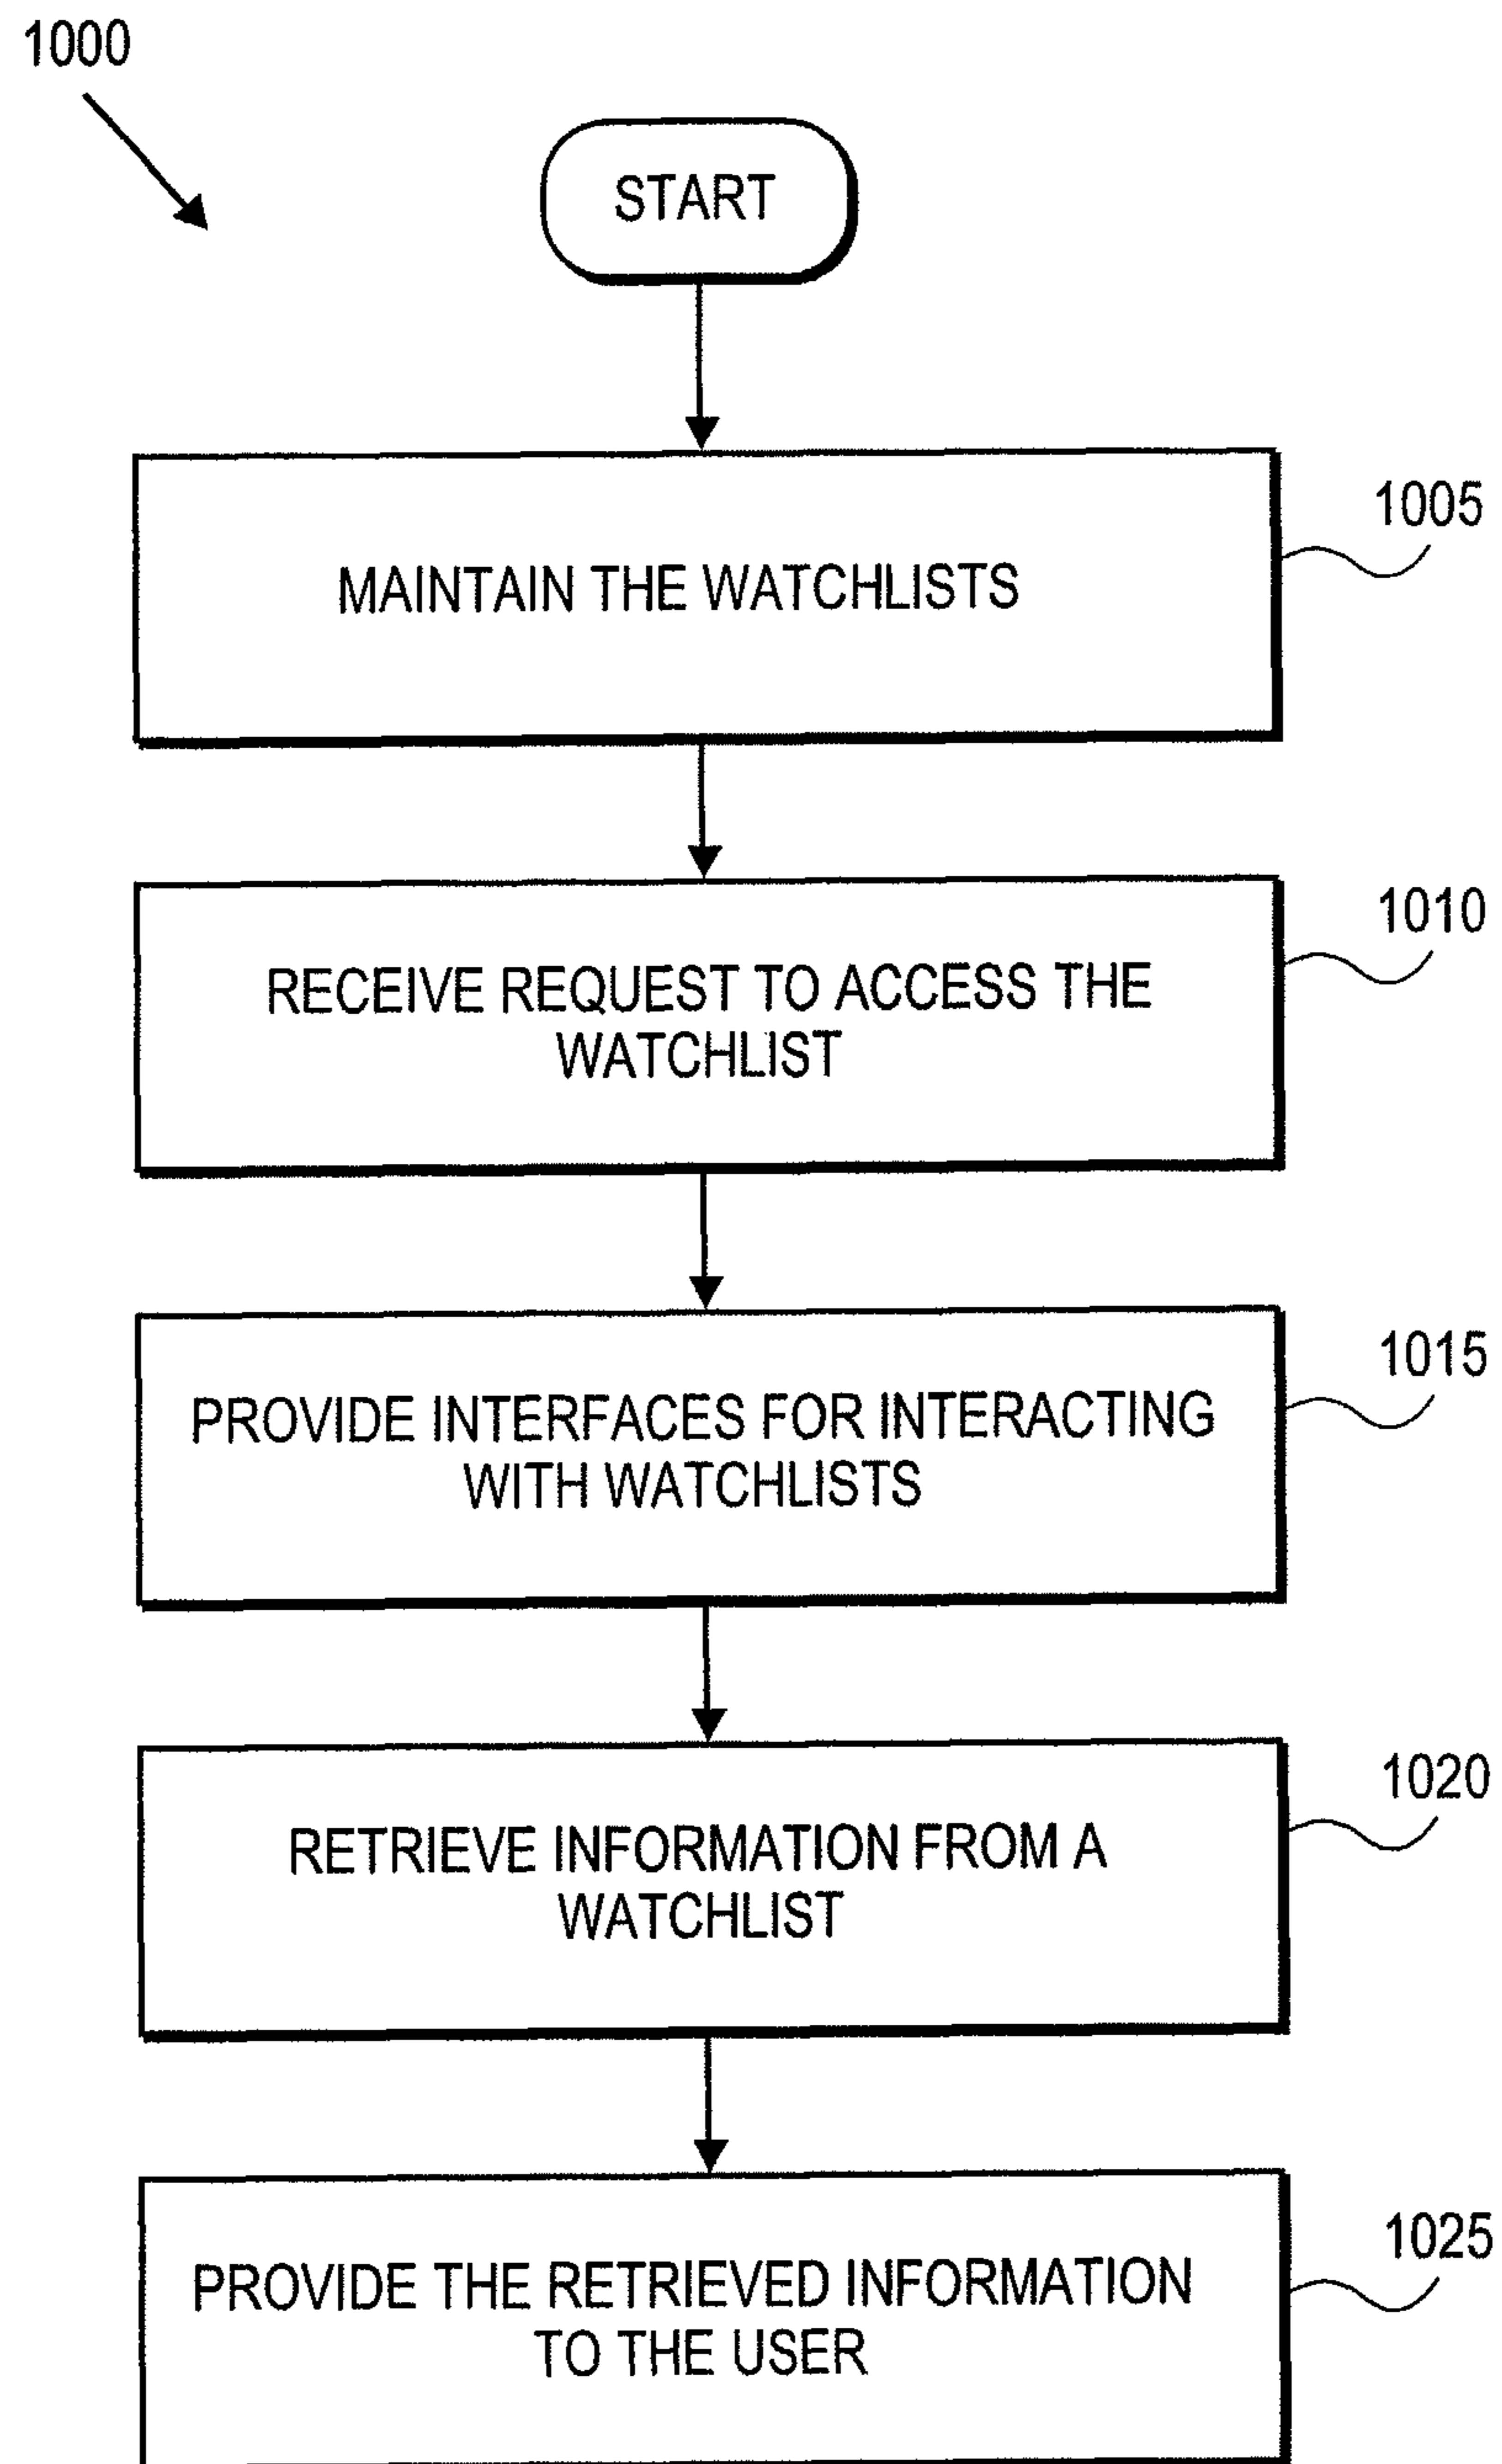 1000
START
MAINTAIN THE WATCHLISTS
1005
RECEIVE REQUEST TO ACCESS THE
WATCHLIST
1010
PROVIDE INTERFACES FOR INTERACTING
WITH WATCHLISTS
1015
RETRIEVE INFORMATION FROM A
WATCHLIST
1020
PROVIDE THE RETRIEVED INFORMATION
TO THE USER
1025